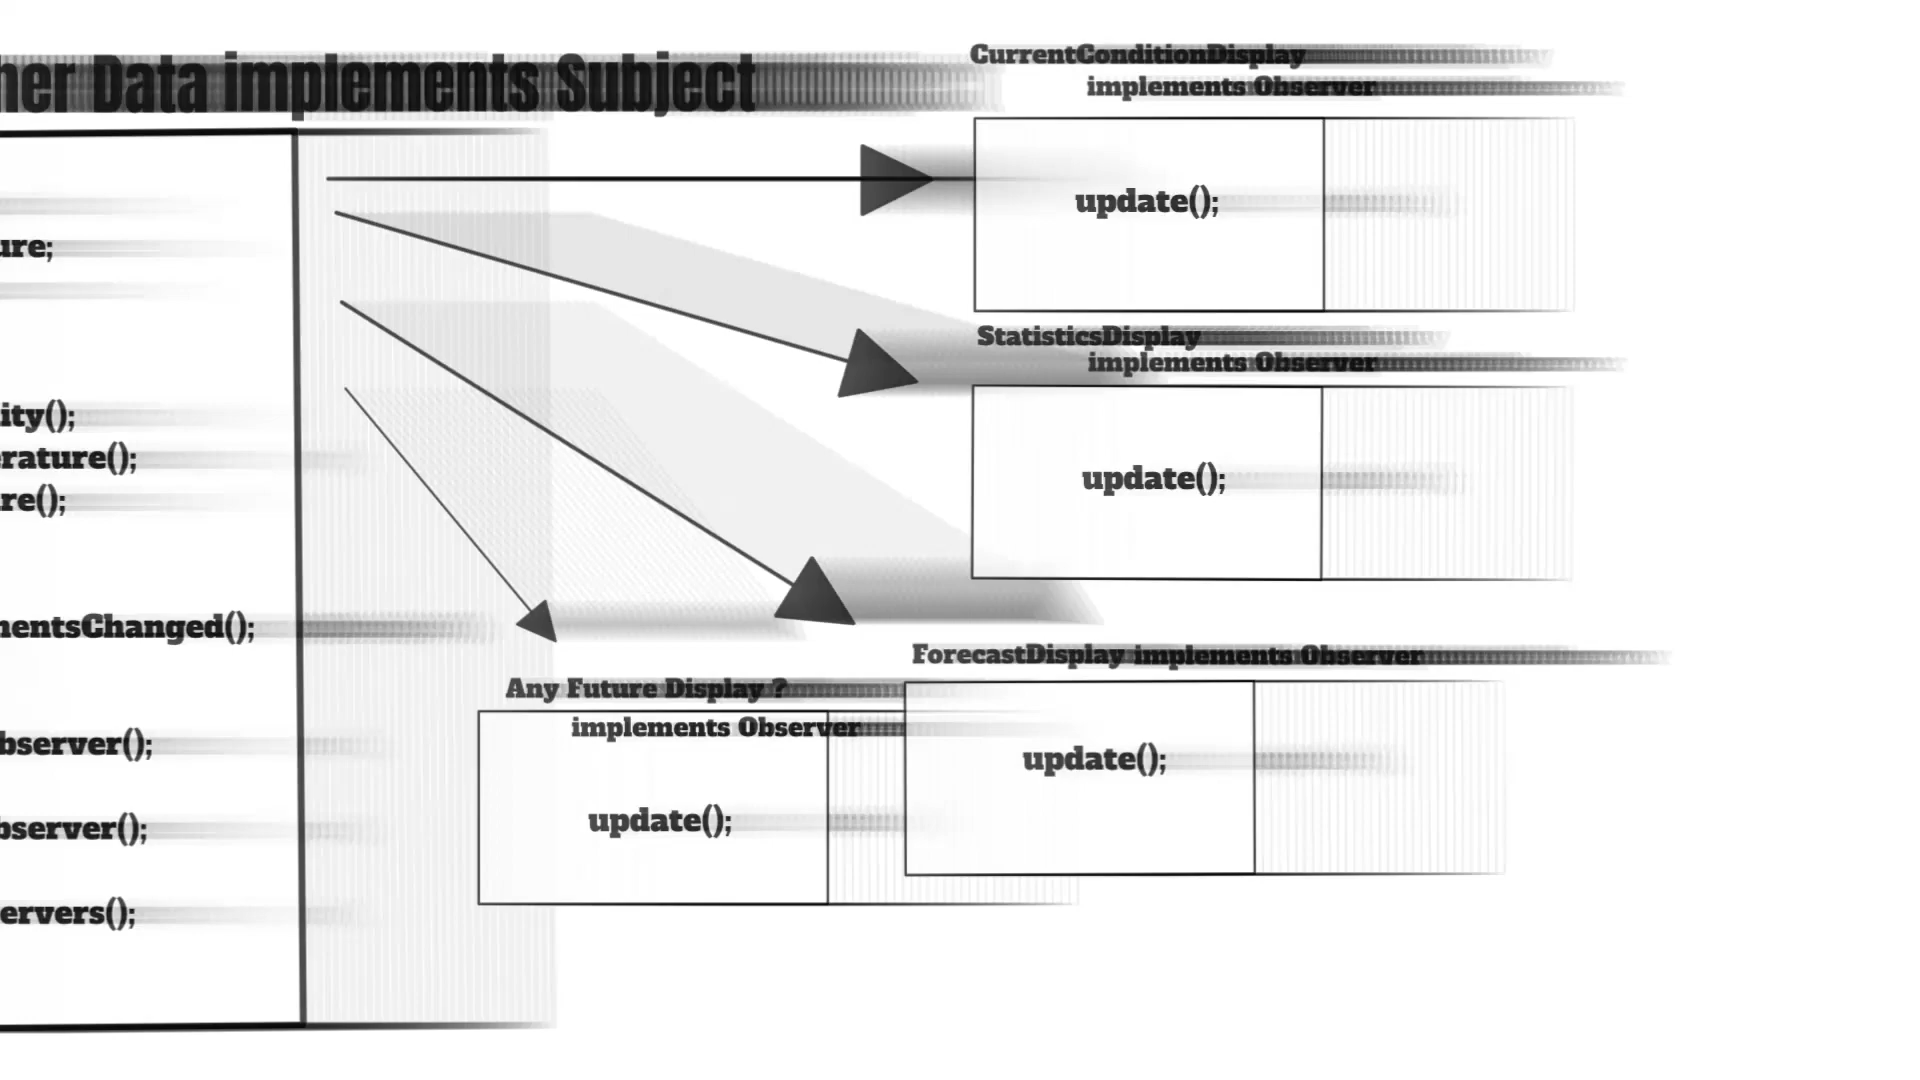 her Data implements Subject
ure;
ity();
erature();
re();
mentsChanged();
bserver();
bserver();
ervers();
CurrentConditionDisplay
implements Observer
update();
StatisticsDisplay
implements Observer
update();
ForecastDisplay implements Observer
update();
Any Future Display ?
implements Observer
update();